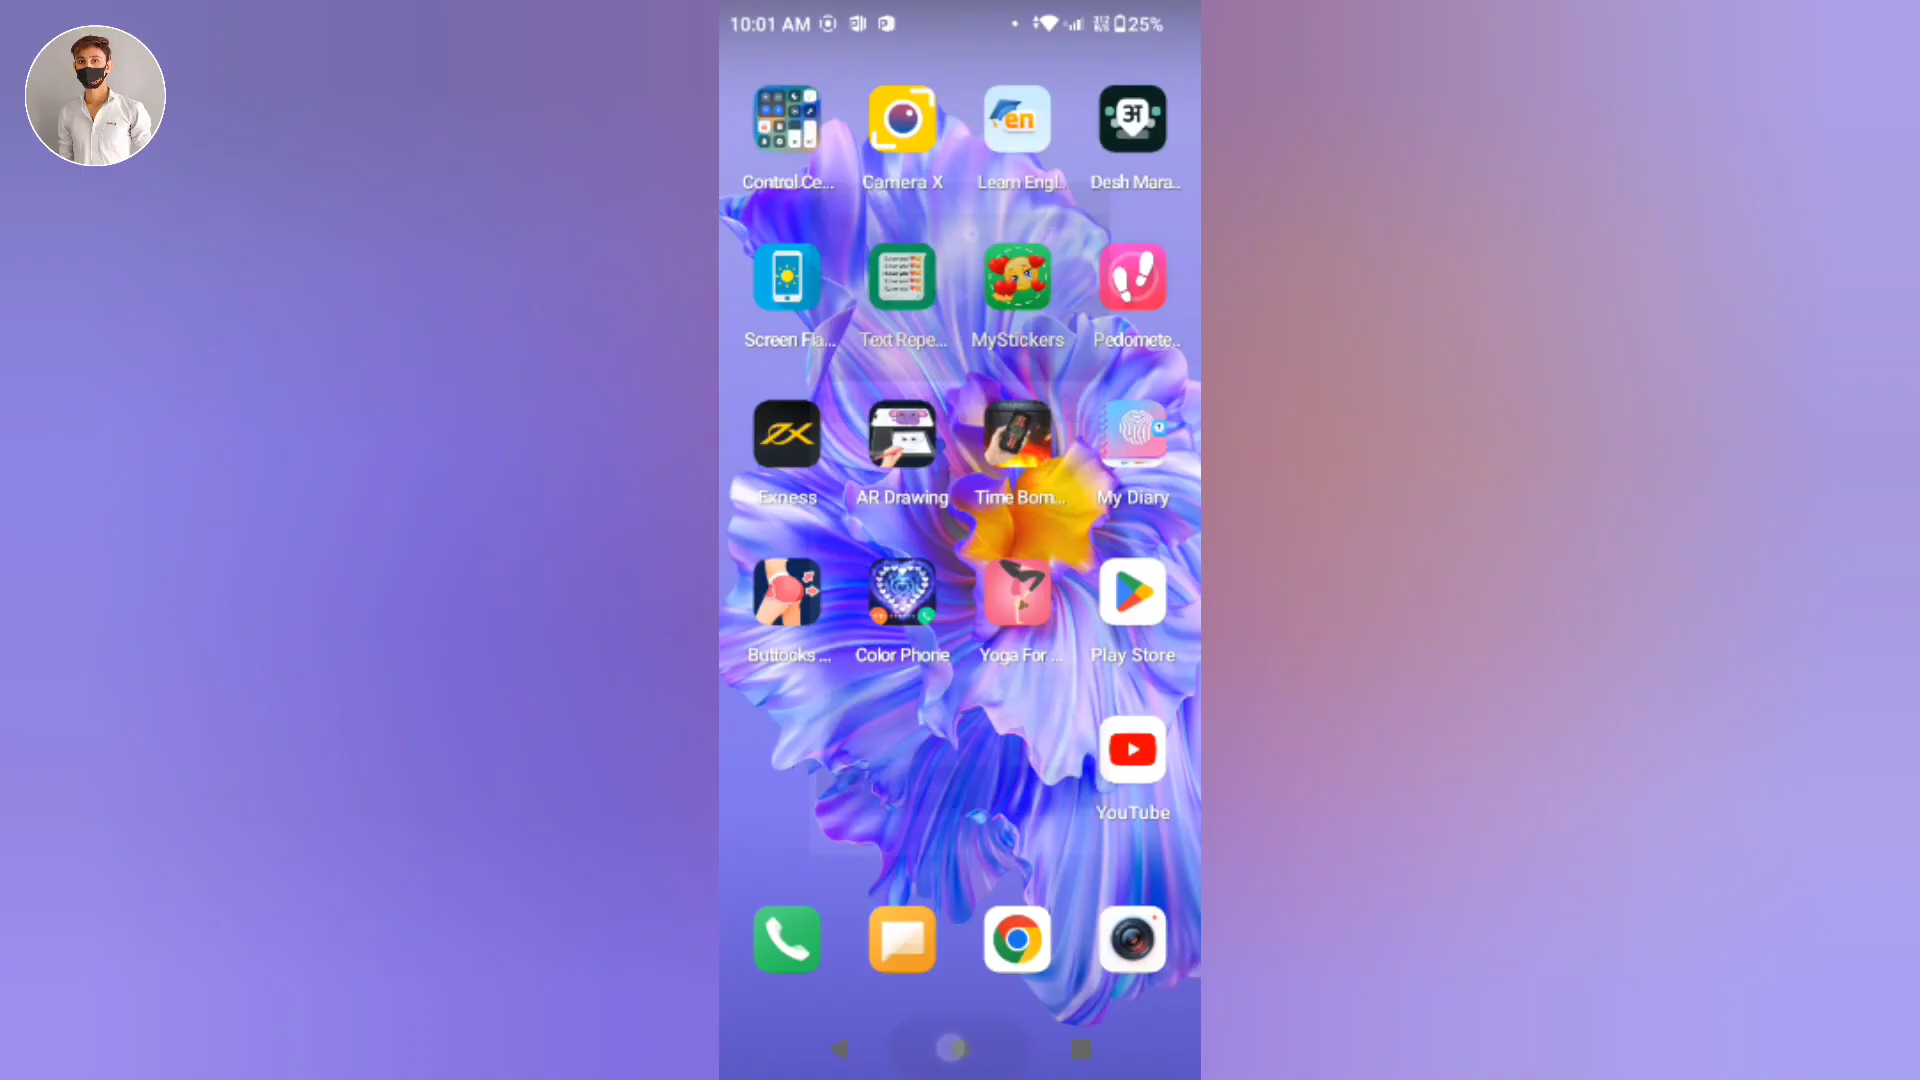 10:01 AM 25%
Control Ce... Camera X Learn Engl.. Desh Mara..
en अ
Screen Fla... Text Repe... MyStickers Pedomete..
Exness AR Drawing Time Bom... My Diary
Buttocks ... Color Phone Yoga For ... Play Store
YouTube